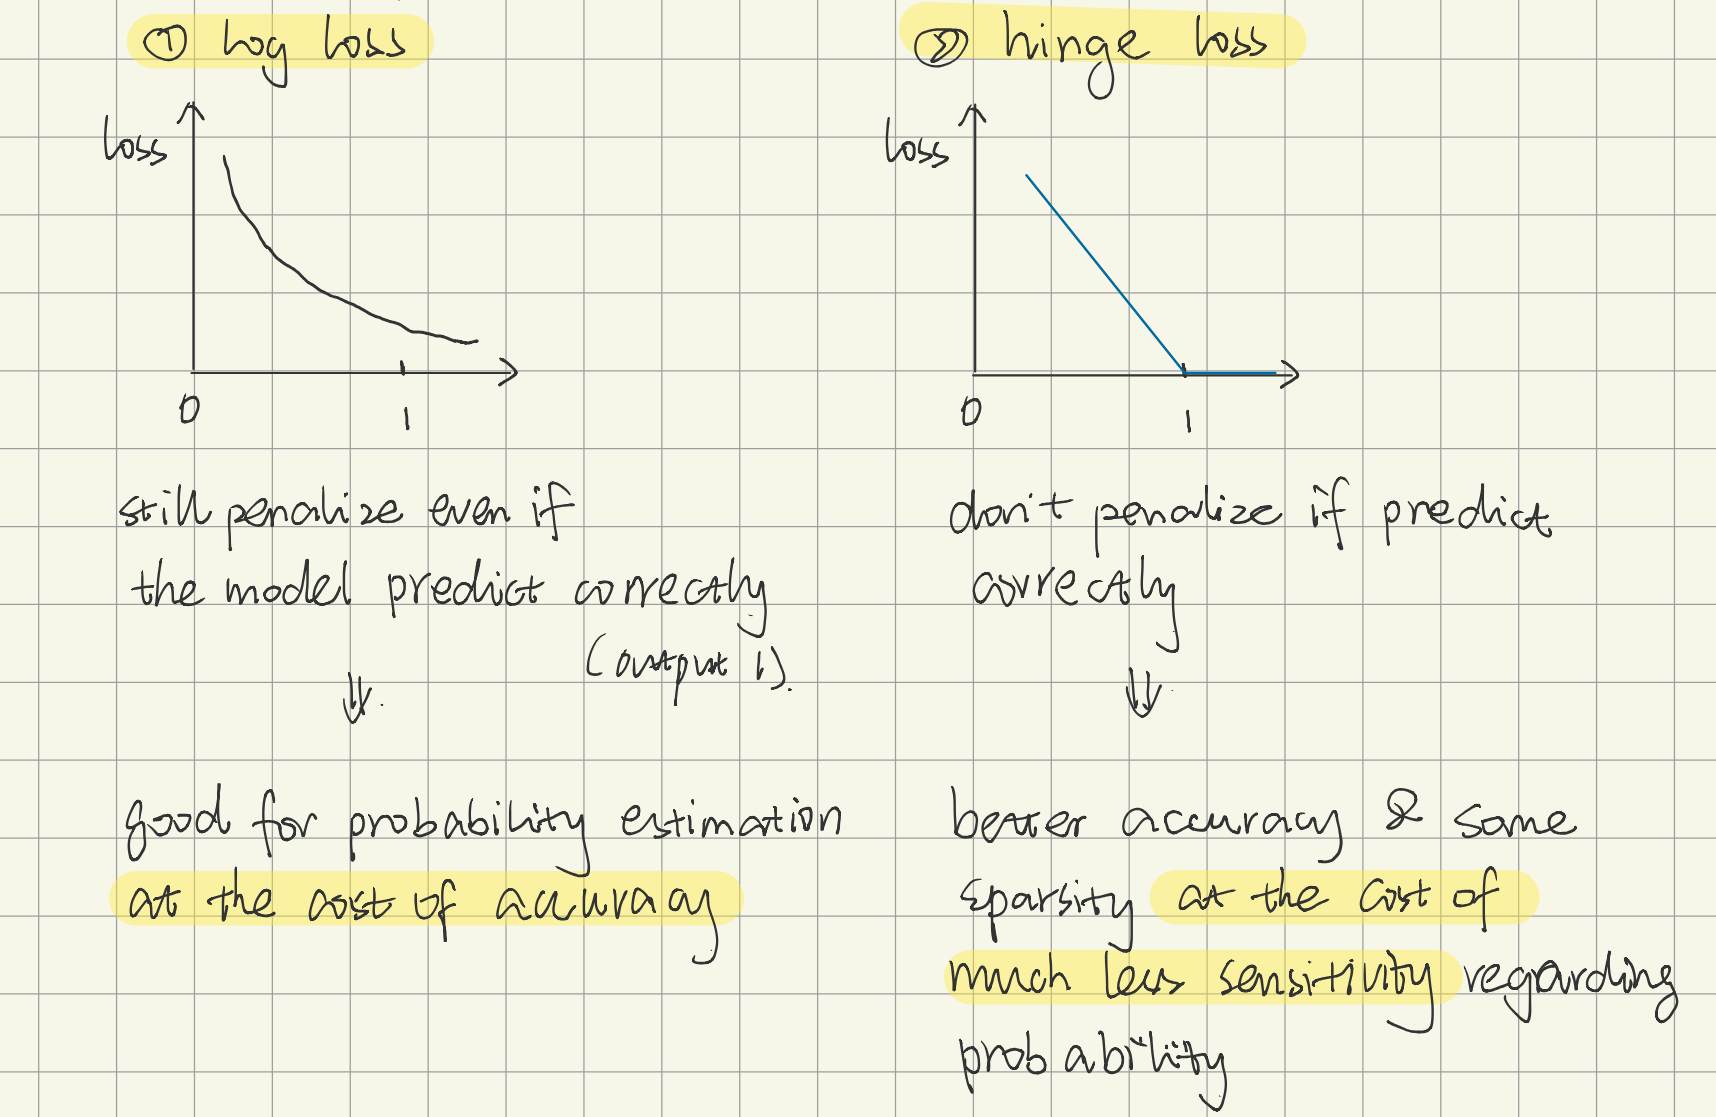 ① log loss
loss
0
1
still penalize even if
the model predict correctly
(output 1).
⇓
good for probability estimation
at the cost of accuracy
② hinge loss
loss
0
1
don't penalize if predict
correctly
⇓
better accuracy & some
sparsity at the cost of
much less sensitivity regarding
probability